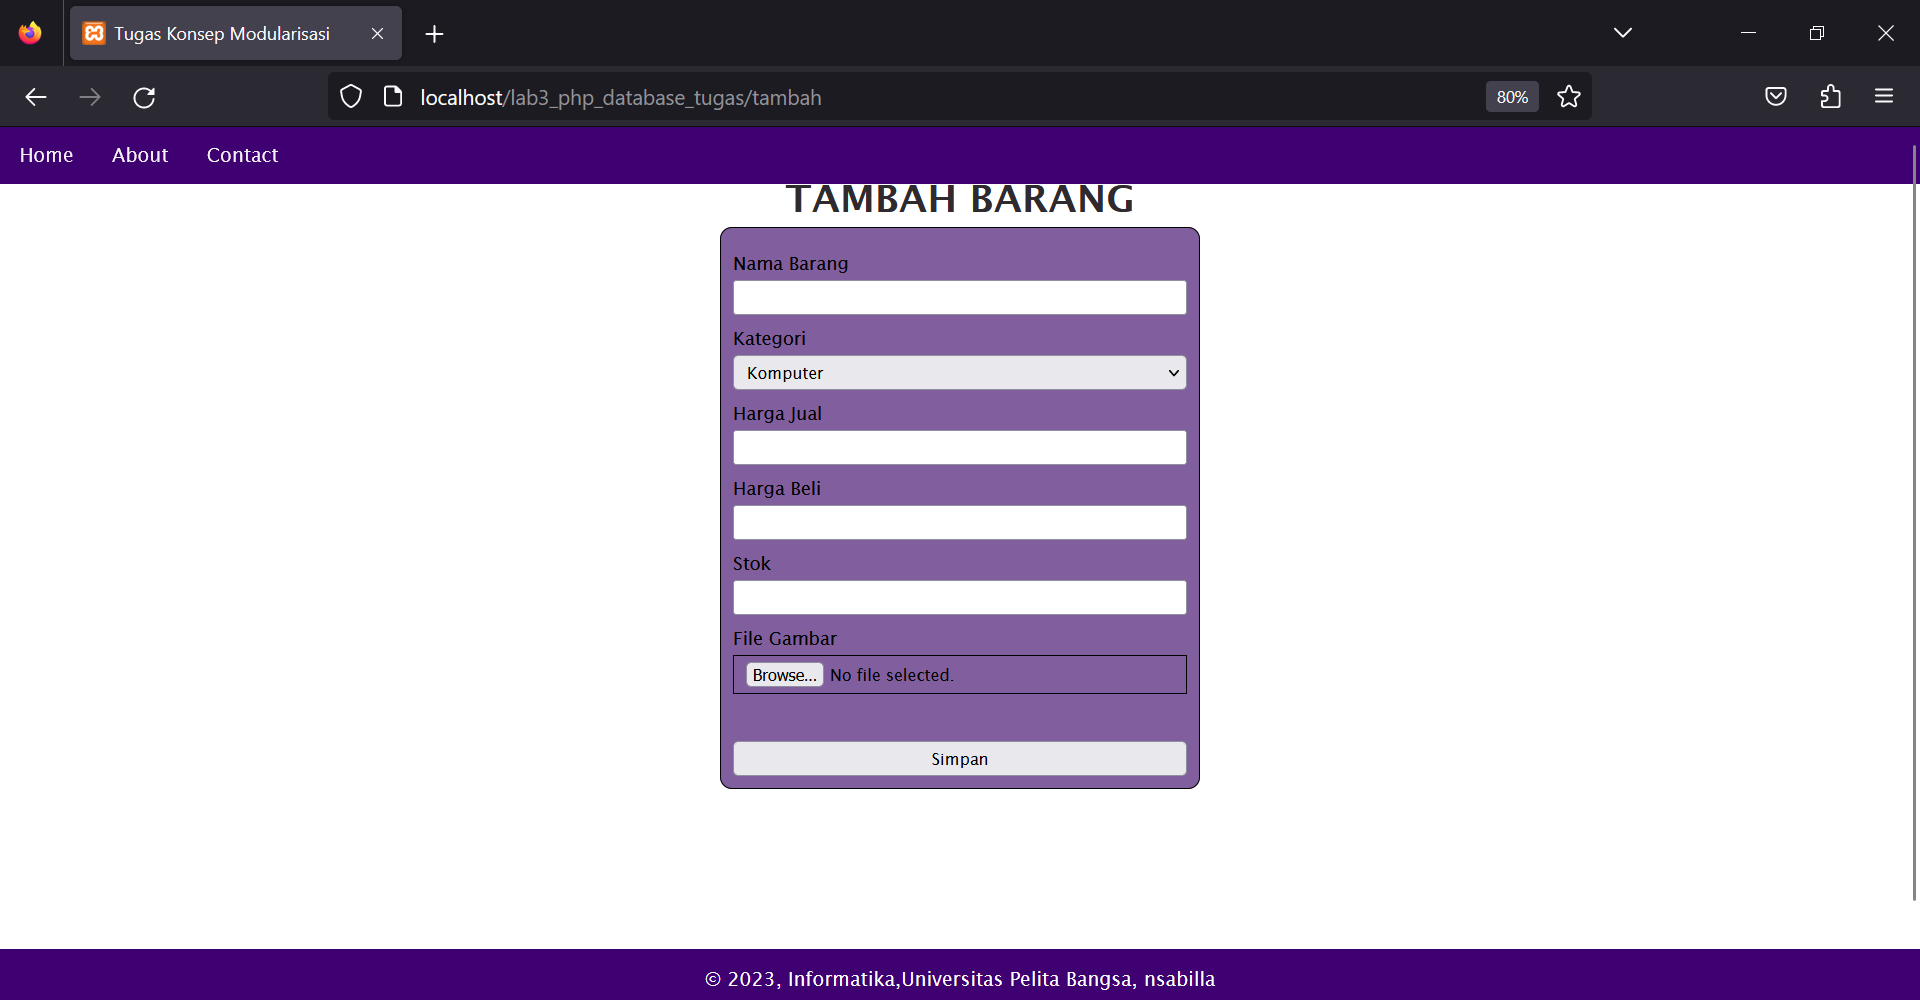 Tugas Konsep Modularisasi
localhost/lab3_php_database_tugas/tambah
80%
Home About Contact
TAMBAH BARANG
Nama Barang
Kategori
Komputer
Harga Jual
Harga Beli
Stok
File Gambar
Browse... No file selected.
Simpan
© 2023, Informatika,Universitas Pelita Bangsa, nsabilla